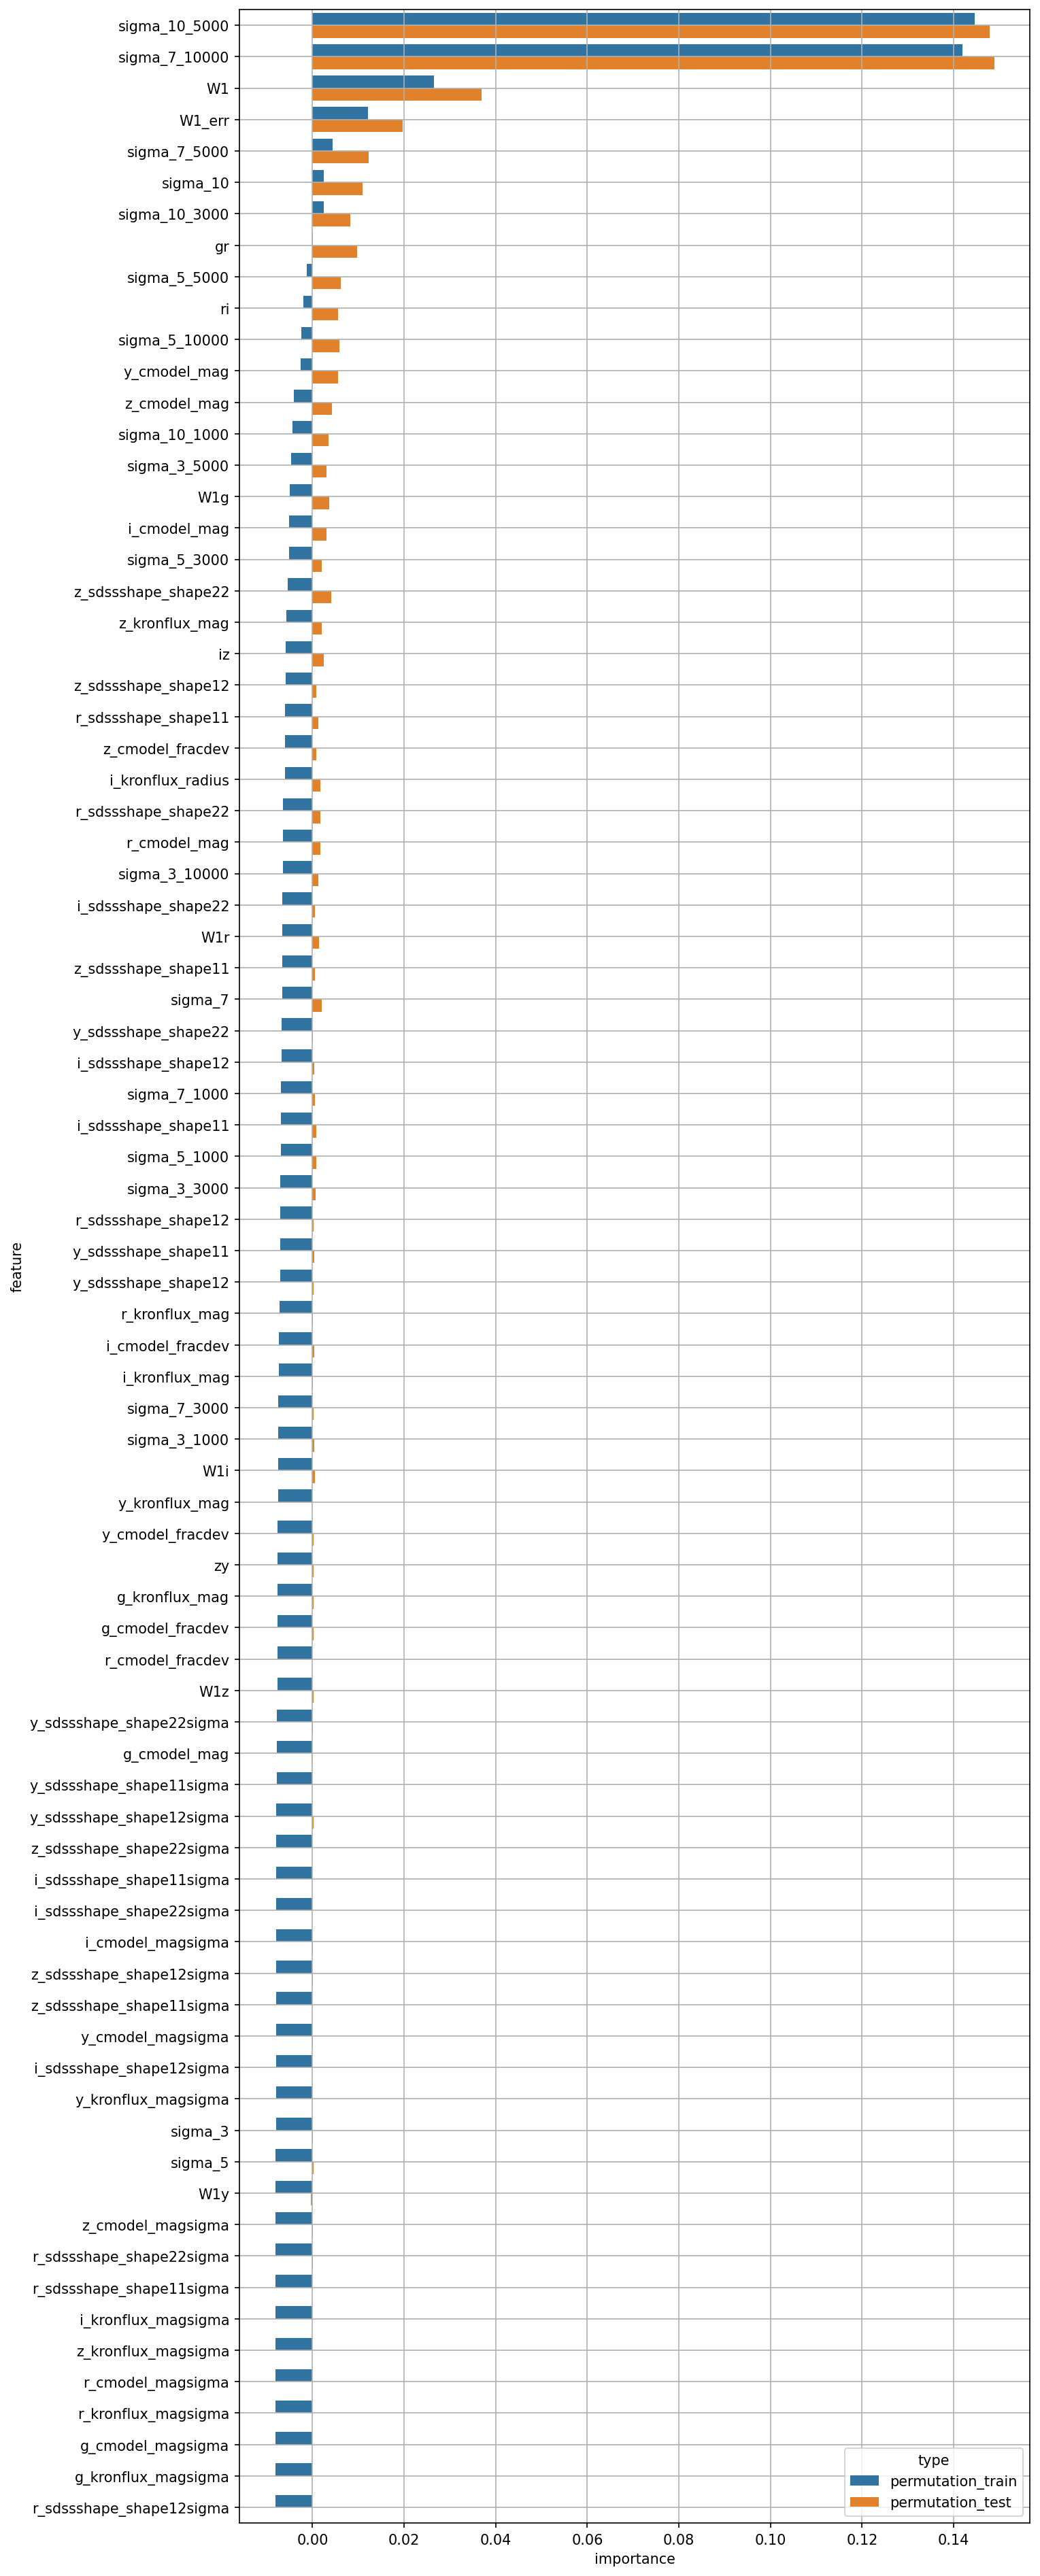 sigma_10_5000
sigma_7_10000
W1
W1_err
sigma_7_5000
sigma_10
sigma_10_3000
gr
sigma_5_5000
ri
sigma_5_10000
y_cmodel_mag
z_cmodel_mag
sigma_10_1000
sigma_3_5000
W1g
i_cmodel_mag
sigma_5_3000
z_sdssshape_shape22
z_kronflux_mag
iz
z_sdssshape_shape12
r_sdssshape_shape11
z_cmodel_fracdev
i_kronflux_radius
r_sdssshape_shape22
r_cmodel_mag
sigma_3_10000
i_sdssshape_shape22
W1r
z_sdssshape_shape11
sigma_7
y_sdssshape_shape22
i_sdssshape_shape12
sigma_7_1000
i_sdssshape_shape11
sigma_5_1000
sigma_3_3000
r_sdssshape_shape12
y_sdssshape_shape11
y_sdssshape_shape12
r_kronflux_mag
i_cmodel_fracdev
i_kronflux_mag
sigma_7_3000
sigma_3_1000
W1i
y_kronflux_mag
y_cmodel_fracdev
zy
g_kronflux_mag
g_cmodel_fracdev
r_cmodel_fracdev
W1z
y_sdssshape_shape22sigma
g_cmodel_mag
y_sdssshape_shape11sigma
y_sdssshape_shape12sigma
z_sdssshape_shape22sigma
i_sdssshape_shape11sigma
i_sdssshape_shape22sigma
i_cmodel_magsigma
z_sdssshape_shape12sigma
z_sdssshape_shape11sigma
y_cmodel_magsigma
i_sdssshape_shape12sigma
y_kronflux_magsigma
sigma_3
sigma_5
W1y
z_cmodel_magsigma
r_sdssshape_shape22sigma
r_sdssshape_shape11sigma
i_kronflux_magsigma
z_kronflux_magsigma
r_cmodel_magsigma
r_kronflux_magsigma
g_cmodel_magsigma
g_kronflux_magsigma
r_sdssshape_shape12sigma
feature
type
permutation_train
permutation_test
0.00 0.02 0.04 0.06 0.08 0.10 0.12 0.14
importance